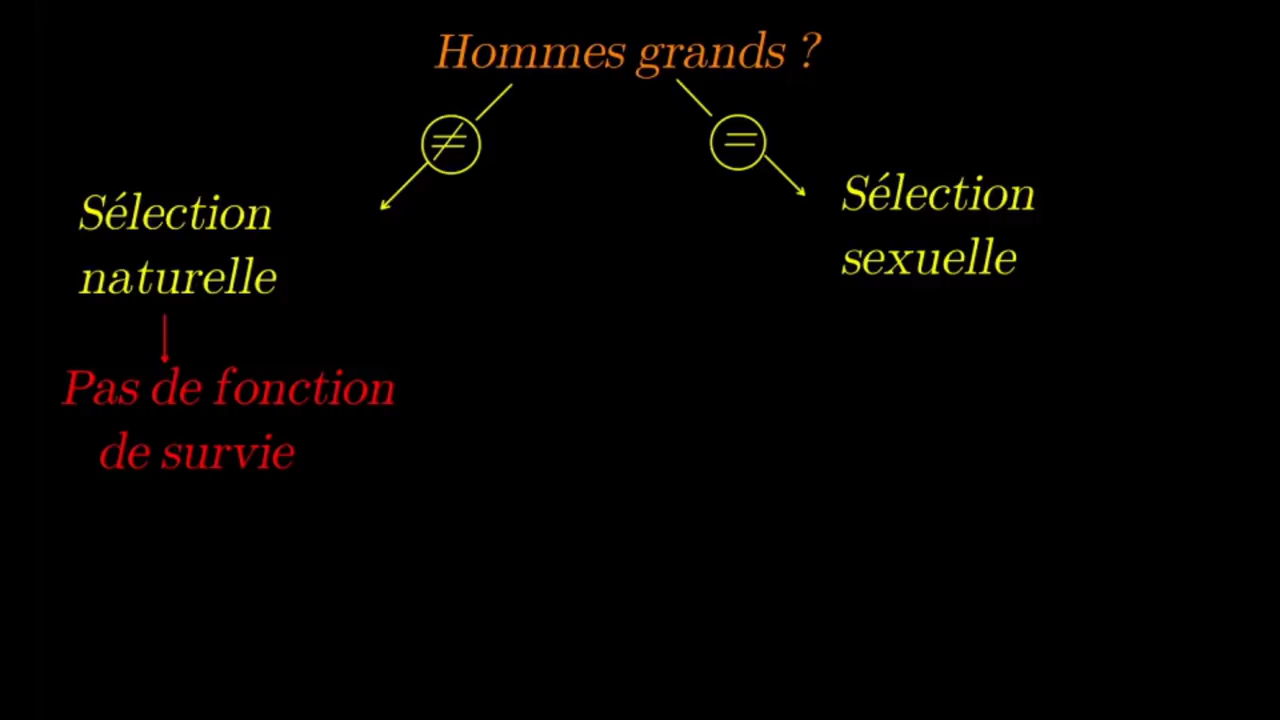 Hommes grands ?
≠
=
Sélection
naturelle
Sélection
sexuelle
Pas de fonction
de survie